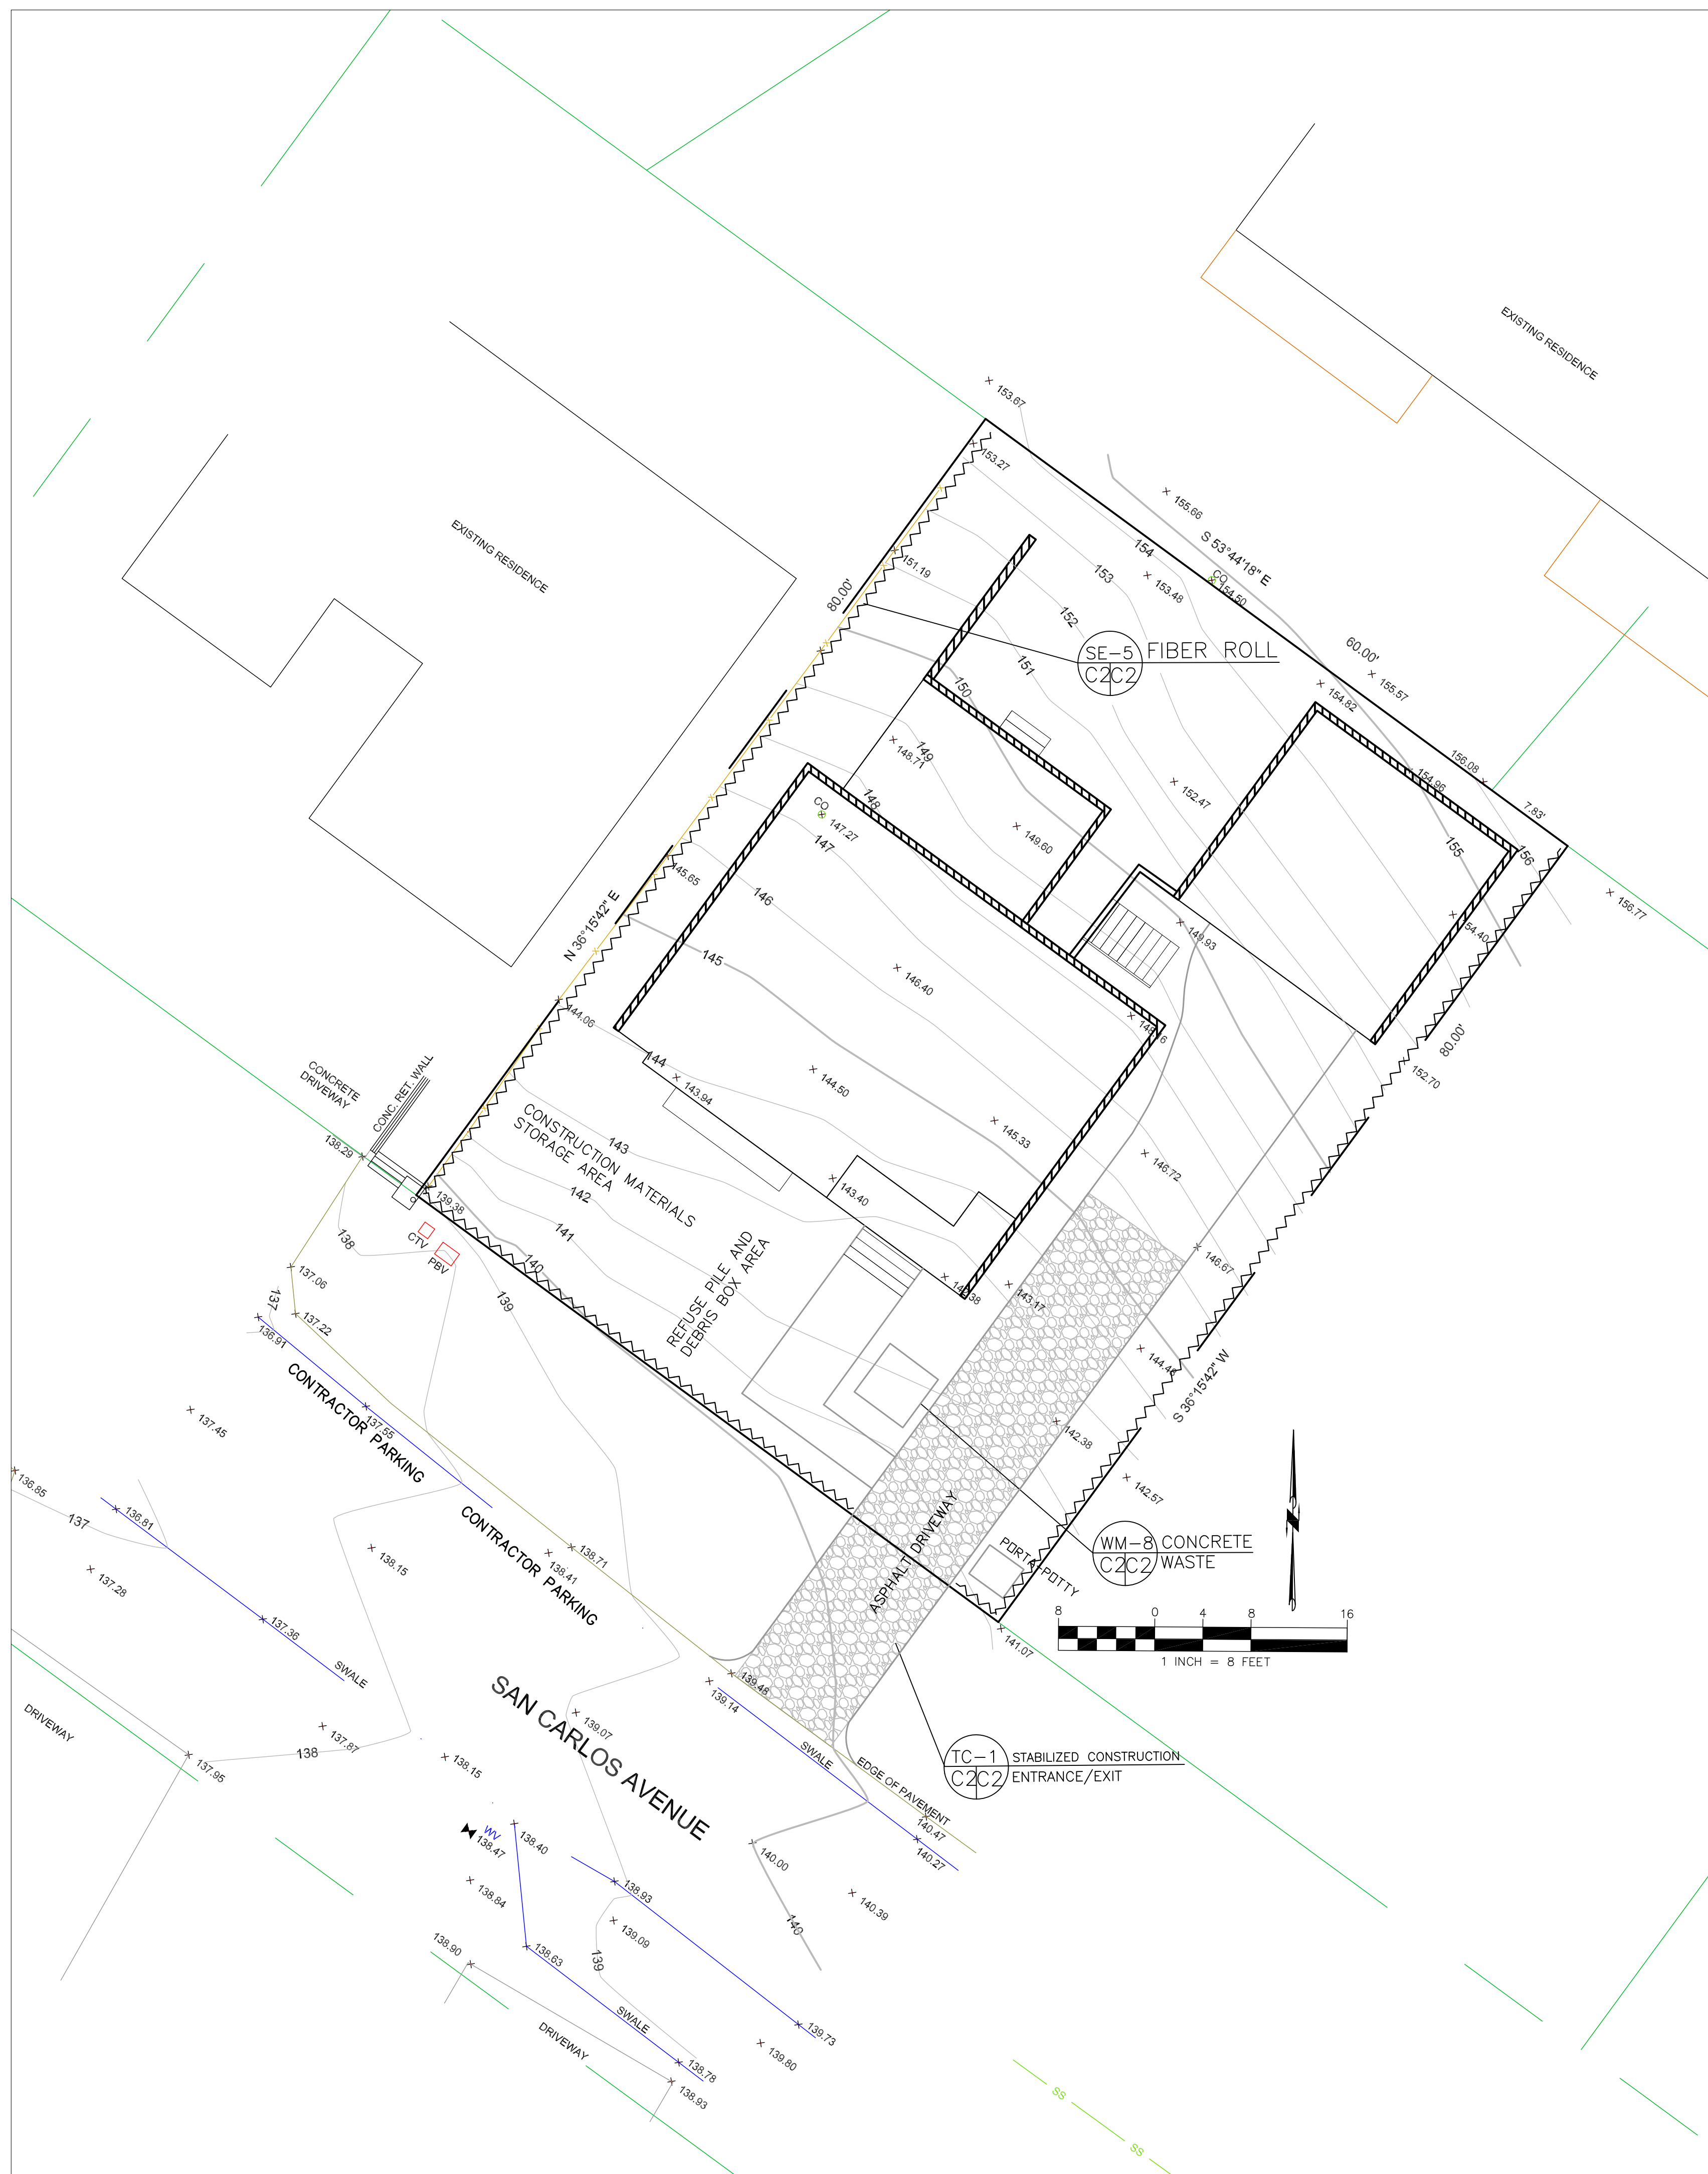 EXISTING RESIDENCE
153.67
153.27
155.66
S 53°44'18" E
154
CO
154.50
EXISTING RESIDENCE
151.19
153
153.48
80.00'
152
60.00'
SE-5 FIBER ROLL
C2 C2
151
155.57
154.82
150
149
148.71
156.08
154.96
152.47
7.83'
148
CO
147.27
149.60
147
155
156
145.65
146
156.77
N 36°15'42" E
154.40
149.93
145
146.40
144.06
80.00'
144
152.70
CONCRETE
DRIVEWAY
CONC. RET. WALL
143.94
144.50
145.33
CONSTRUCTION MATERIALS
STORAGE AREA
143
138.29
146.72
143.40
142
139.38
141
138
CTV
PBV
140
REFUSE PILE AND
DEBRIS BOX AREA
146.67
137.06
139
143.17
137
137.22
136.91
144.46
S 36°15'42" W
CONTRACTOR PARKING
137.55
137.45
142.38
136.85
142.57
137
136.81
CONTRACTOR PARKING
ASPHALT DRIVEWAY
138.71
138.41
138.15
137.28
PORTA-POTTY
WM-8 CONCRETE
C2 C2 WASTE
137.36
8 0 4 8 16
1 INCH = 8 FEET
141.07
SWALE
139.48
139.14
SAN CARLOS AVENUE
139.07
DRIVEWAY
137.87
138
137.95
138.15
SWALE
EDGE OF PAVEMENT
TC-1 STABILIZED CONSTRUCTION
C2 C2 ENTRANCE/EXIT
WV
138.47
138.40
140.47
140.27
140.00
138.84
138.93
140.39
139.09
140
138.90
138.63
139
SWALE
139.73
DRIVEWAY
139.80
138.78
138.93
SS
SS